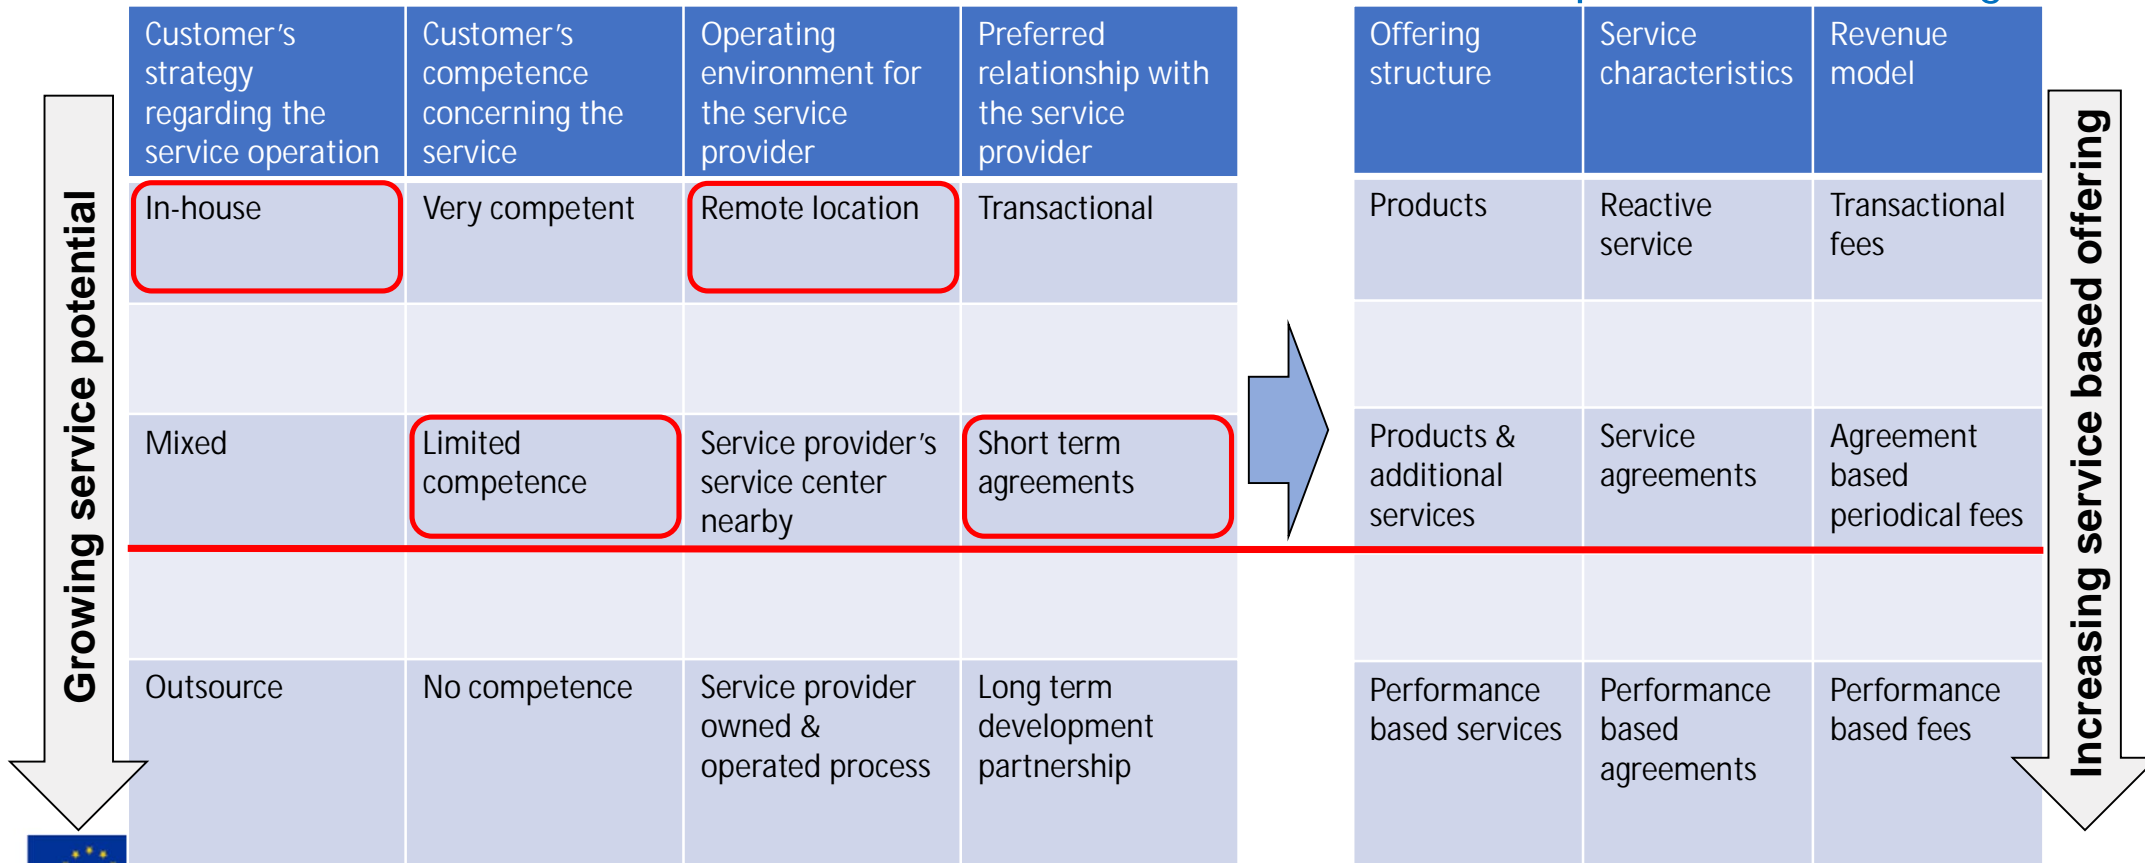 Customer's
strategy
regarding the
service operation
Customer's
competence
concerning the
service
Operating
environment for
the service
provider
Preferred
relationship with
the service
provider
Offering
structure
Service
characteristics
Revenue
model
Growing service potential
In-house
Very competent
Remote location
Transactional
Products
Reactive
service
Transactional
fees
Mixed
Limited
competence
Service provider's
service center
nearby
Short term
agreements
Products &
additional
services
Service
agreements
Agreement
based
periodical fees
Outsource
No competence
Service provider
owned &
operated process
Long term
development
partnership
Performance
based services
Performance
based
agreements
Performance
based fees
Increasing service based offering